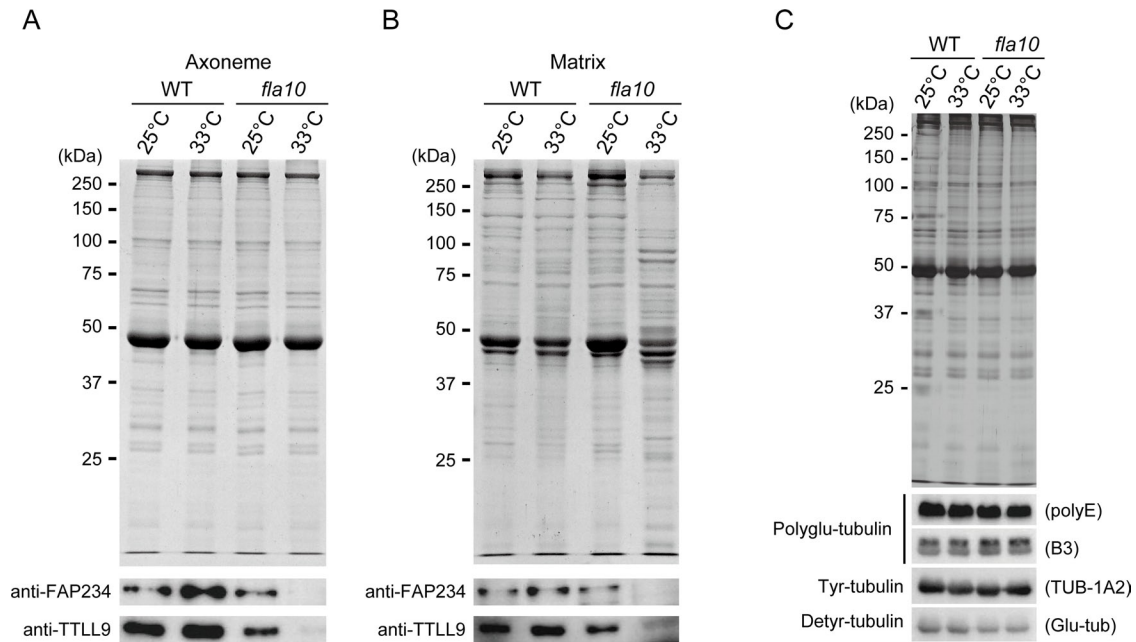 A
Axoneme
WT fla10
25°C 33°C 25°C 33°C
(kDa)
250
150
100
75
50
37
25
anti-FAP234
anti-TTLL9
B
Matrix
WT fla10
25°C 33°C 25°C 33°C
(kDa)
250
150
100
75
50
37
25
anti-FAP234
anti-TTLL9
C
WT fla10
25°C 33°C 25°C 33°C
(kDa)
250
150
100
75
50
37
25
Polyglu-tubulin (polyE)
(B3)
Tyr-tubulin (TUB-1A2)
Detyr-tubulin (Glu-tub)